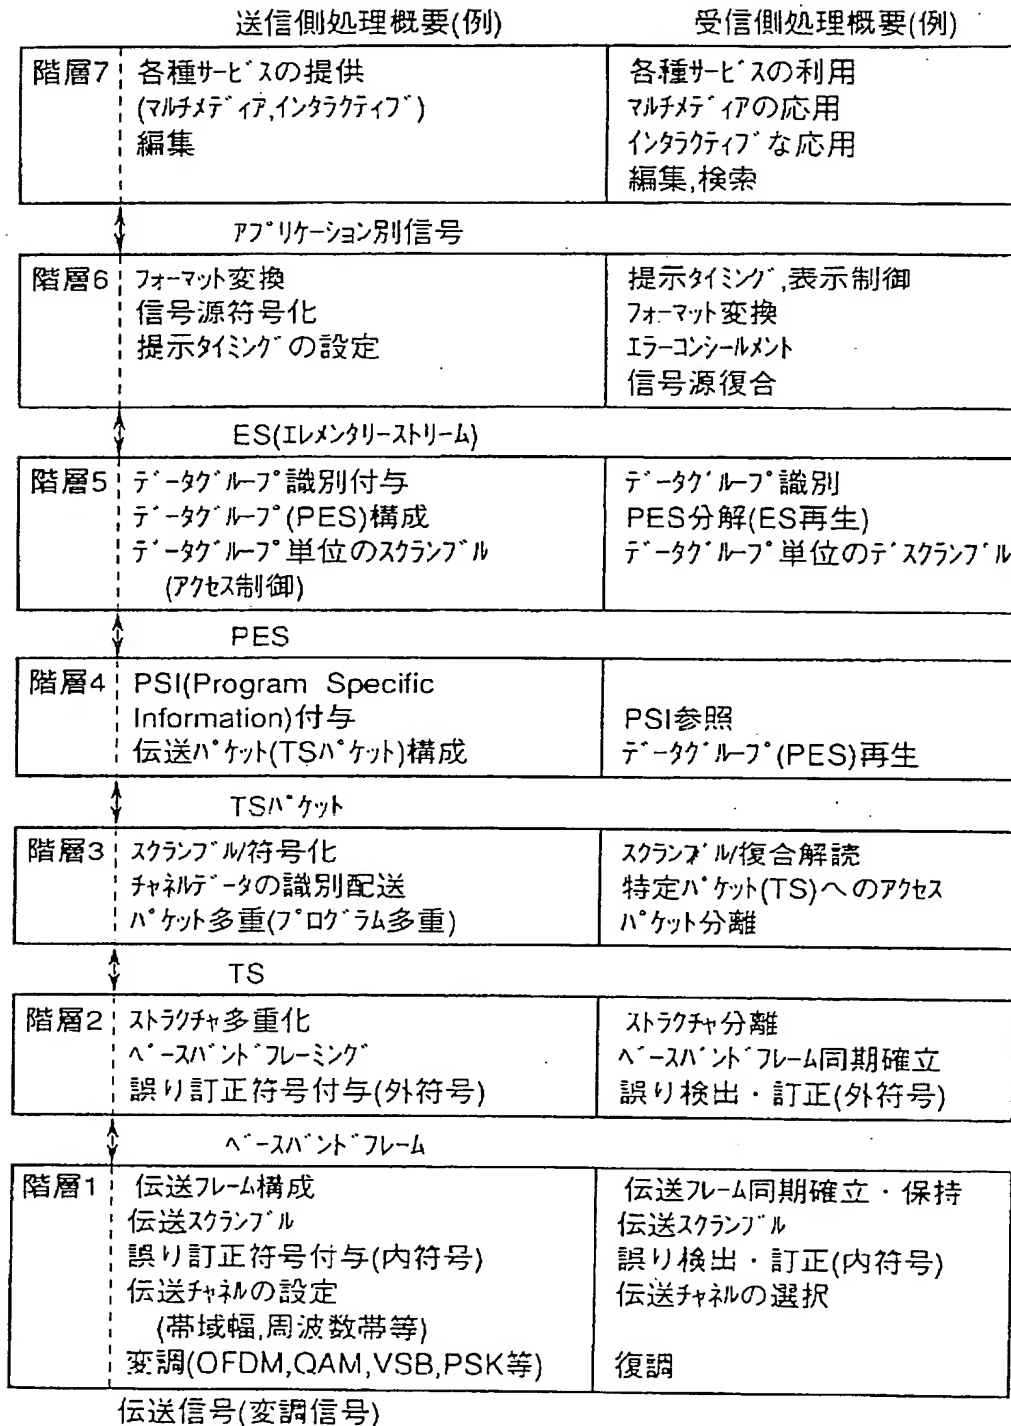 送信側処理概要(例)
受信側処理概要(例)
階層7
各種サービスの提供
(マルチメディア,インタラクティブ)
編集
各種サービスの利用
マルチメディアの応用
インタラクティブな応用
編集,検索
アプリケーション別信号
階層6
フォーマット変換
信号源符号化
提示タイミングの設定
提示タイミング,表示制御
フォーマット変換
エラーコンシールメント
信号源復合
ES(エレメンタリーストリーム)
階層5
データグループ識別付与
データグループ(PES)構成
データグループ単位のスクランブル
(アクセス制御)
データグループ識別
PES分解(ES再生)
データグループ単位のデスクランブル
PES
階層4
PSI(Program Specific
Information)付与
伝送パケット(TSパケット)構成
PSI参照
データグループ(PES)再生
TSパケット
階層3
スクランブル/符号化
チャネルデータの識別配送
パケット多重(プログラム多重)
スクランブル/復合解読
特定パケット(TS)へのアクセス
パケット分離
TS
階層2
ストラクチャ多重化
ベースバンドフレーミング
誤り訂正符号付与(外符号)
ストラクチャ分離
ベースバンドフレーム同期確立
誤り検出・訂正(外符号)
ベースバンドフレーム
階層1
伝送フレーム構成
伝送スクランブル
誤り訂正符号付与(内符号)
伝送チャネルの設定
(帯域幅,周波数帯等)
変調(OFDM,QAM,VSB,PSK等)
伝送フレーム同期確立・保持
伝送スクランブル
誤り検出・訂正(内符号)
伝送チャネルの選択
復調
伝送信号(変調信号)